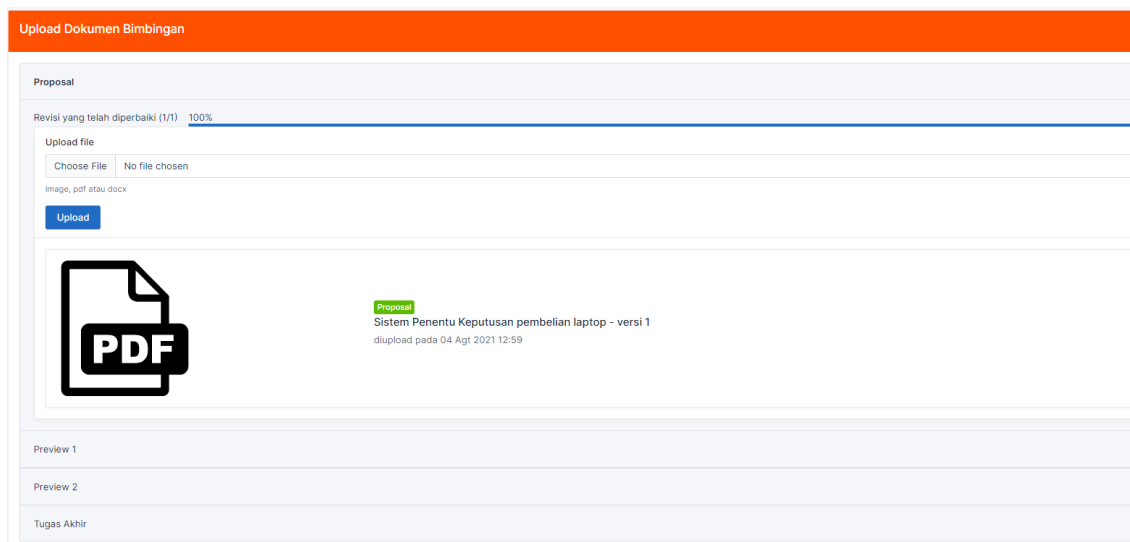 Upload Dokumen Bimbingan
Proposal
Revisi yang telah diperbaiki (1/1) 100%
Upload file
Choose File No file chosen
image, pdf atau docx
Upload
PDF
Proposal
Sistem Penentu Keputusan pembelian laptop - versi 1
diupload pada 04 Agt 2021 12:59
Preview 1
Preview 2
Tugas Akhir